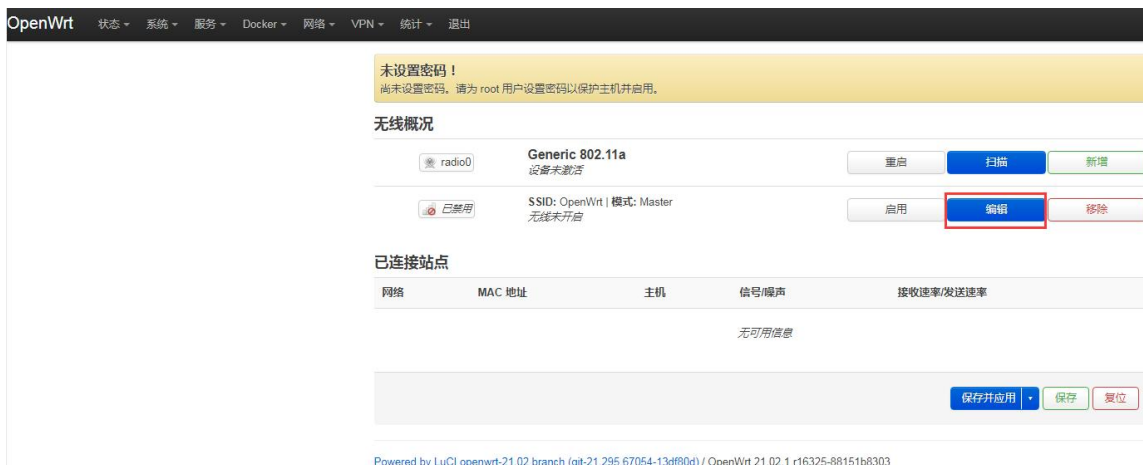 OpenWrt 状态 系统 服务 Docker 网络 VPN 统计 退出
未设置密码！
尚未设置密码。请为 root 用户设置密码以保护主机并启用。
无线概况
radio0 Generic 802.11a 重启 扫描 新增
设备未激活
已禁用 SSID: OpenWrt | 模式: Master 启用 编辑 移除
无线未开启
已连接站点
网络 MAC 地址 主机 信号/噪声 接收速率/发送速率
无可用信息
保存并应用 保存 复位
Powered by LuCI openwrt-21.02 branch (git-21.295.67054-13df80d) / OpenWrt 21.02.1 r16325-88151b8303